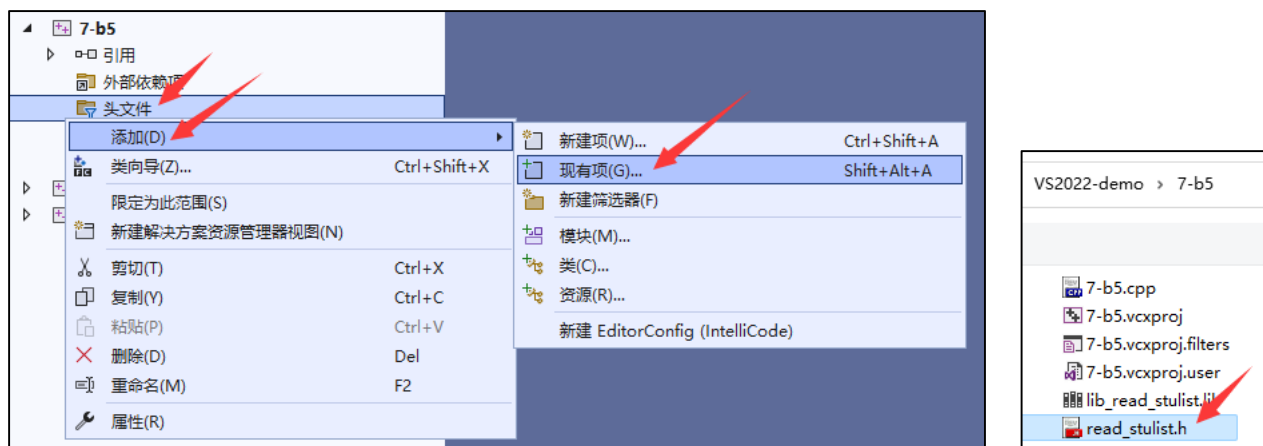 7-b5
引用
外部依赖项
头文件
添加(D)
类向导(Z)... Ctrl+Shift+X
限定为此范围(S)
新建解决方案资源管理器视图(N)
剪切(T) Ctrl+X
复制(Y) Ctrl+C
粘贴(P) Ctrl+V
删除(D) Del
重命名(M) F2
属性(R)
新建项(W)... Ctrl+Shift+A
现有项(G)... Shift+Alt+A
新建筛选器(F)
模块(M)...
类(C)...
资源(R)...
新建 EditorConfig (IntelliCode)
VS2022-demo > 7-b5
7-b5.cpp
7-b5.vcxproj
7-b5.vcxproj.filters
7-b5.vcxproj.user
lib_read_stulist.lib
read_stulist.h